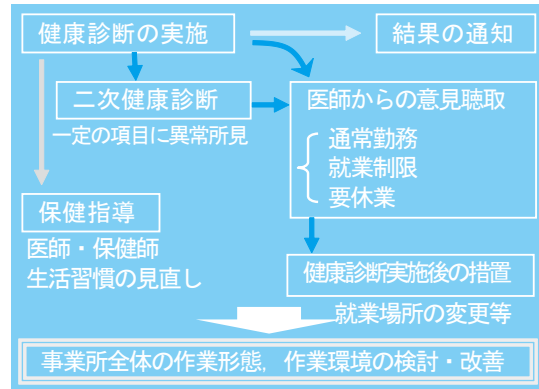 健康診断の実施
結果の通知
二次健康診断
一定の項目に異常所見
医師からの意見聴取
通常勤務
就業制限
要休業
保健指導
医師・保健師
生活習慣の見直し
健康診断実施後の措置
就業場所の変更等
事業所全体の作業形態，作業環境の検討・改善